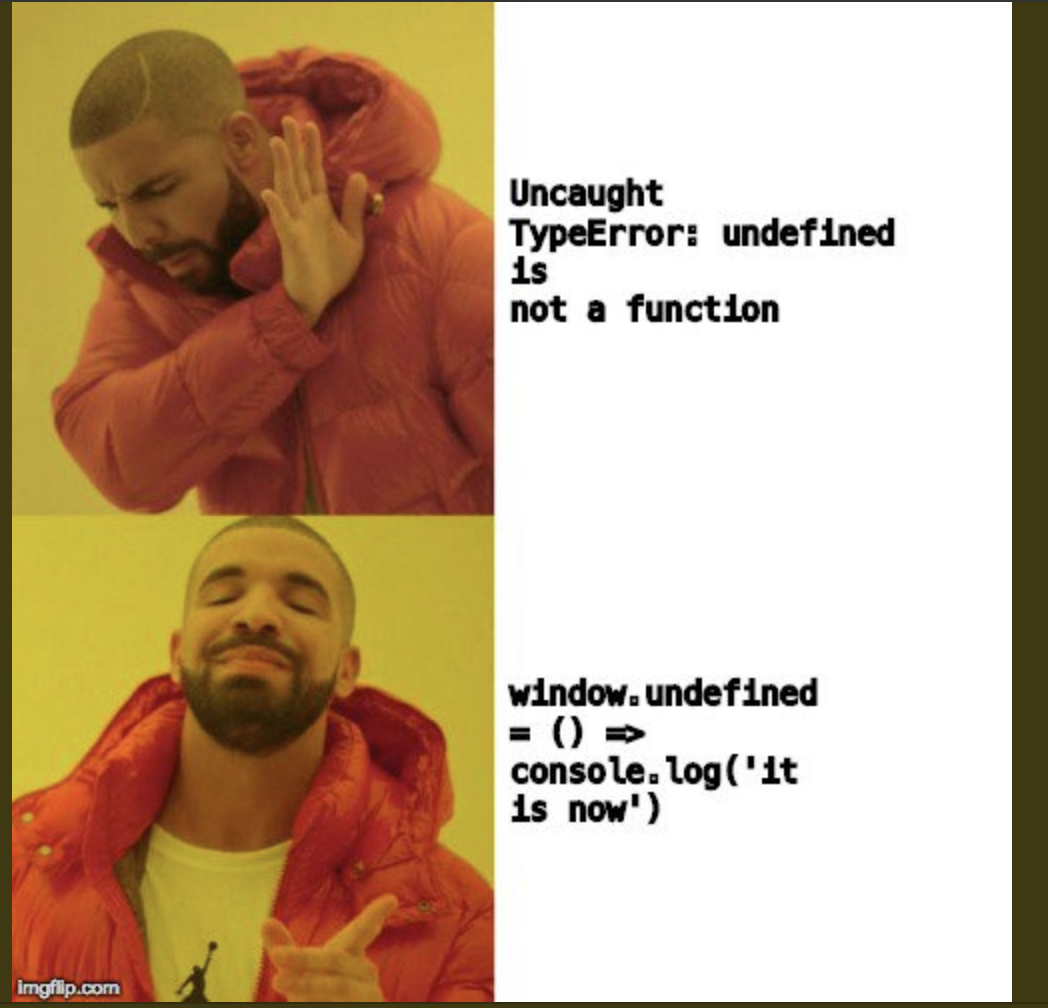 Uncaught
TypeError: undefined
is
not a function
window.undefined
= () =>
console.log('it
is now')
imgflip.com